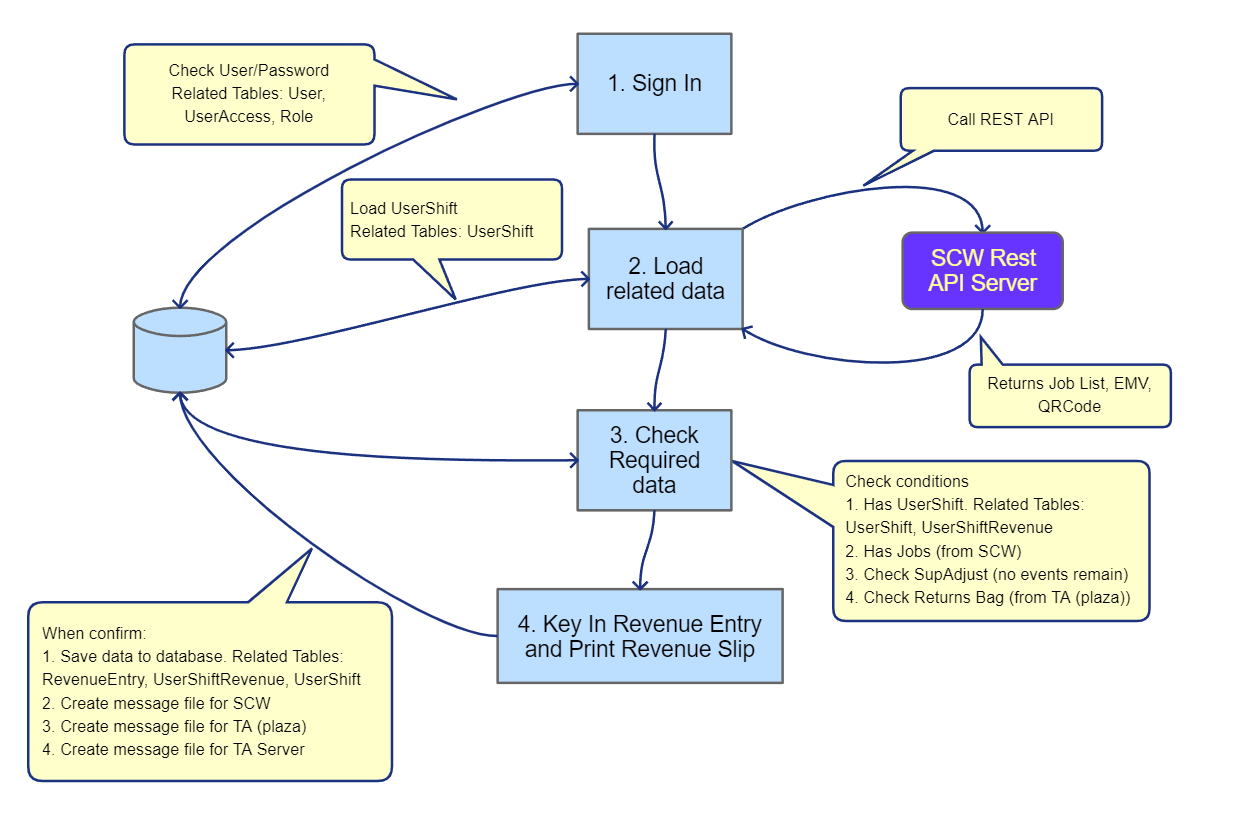 1. Sign In
Check User/Password
Related Tables: User,
UserAccess, Role
Call REST API
Load UserShift
Related Tables: UserShift
2. Load
related data
SCW Rest
API Server
Returns Job List, EMV,
QRCode
3. Check
Required
data
Check conditions
1. Has UserShift. Related Tables:
UserShift, UserShiftRevenue
2. Has Jobs (from SCW)
3. Check SupAdjust (no events remain)
4. Check Returns Bag (from TA (plaza))
4. Key In Revenue Entry
and Print Revenue Slip
When confirm:
1. Save data to database. Related Tables:
RevenueEntry, UserShiftRevenue, UserShift
2. Create message file for SCW
3. Create message file for TA (plaza)
4. Create message file for TA Server